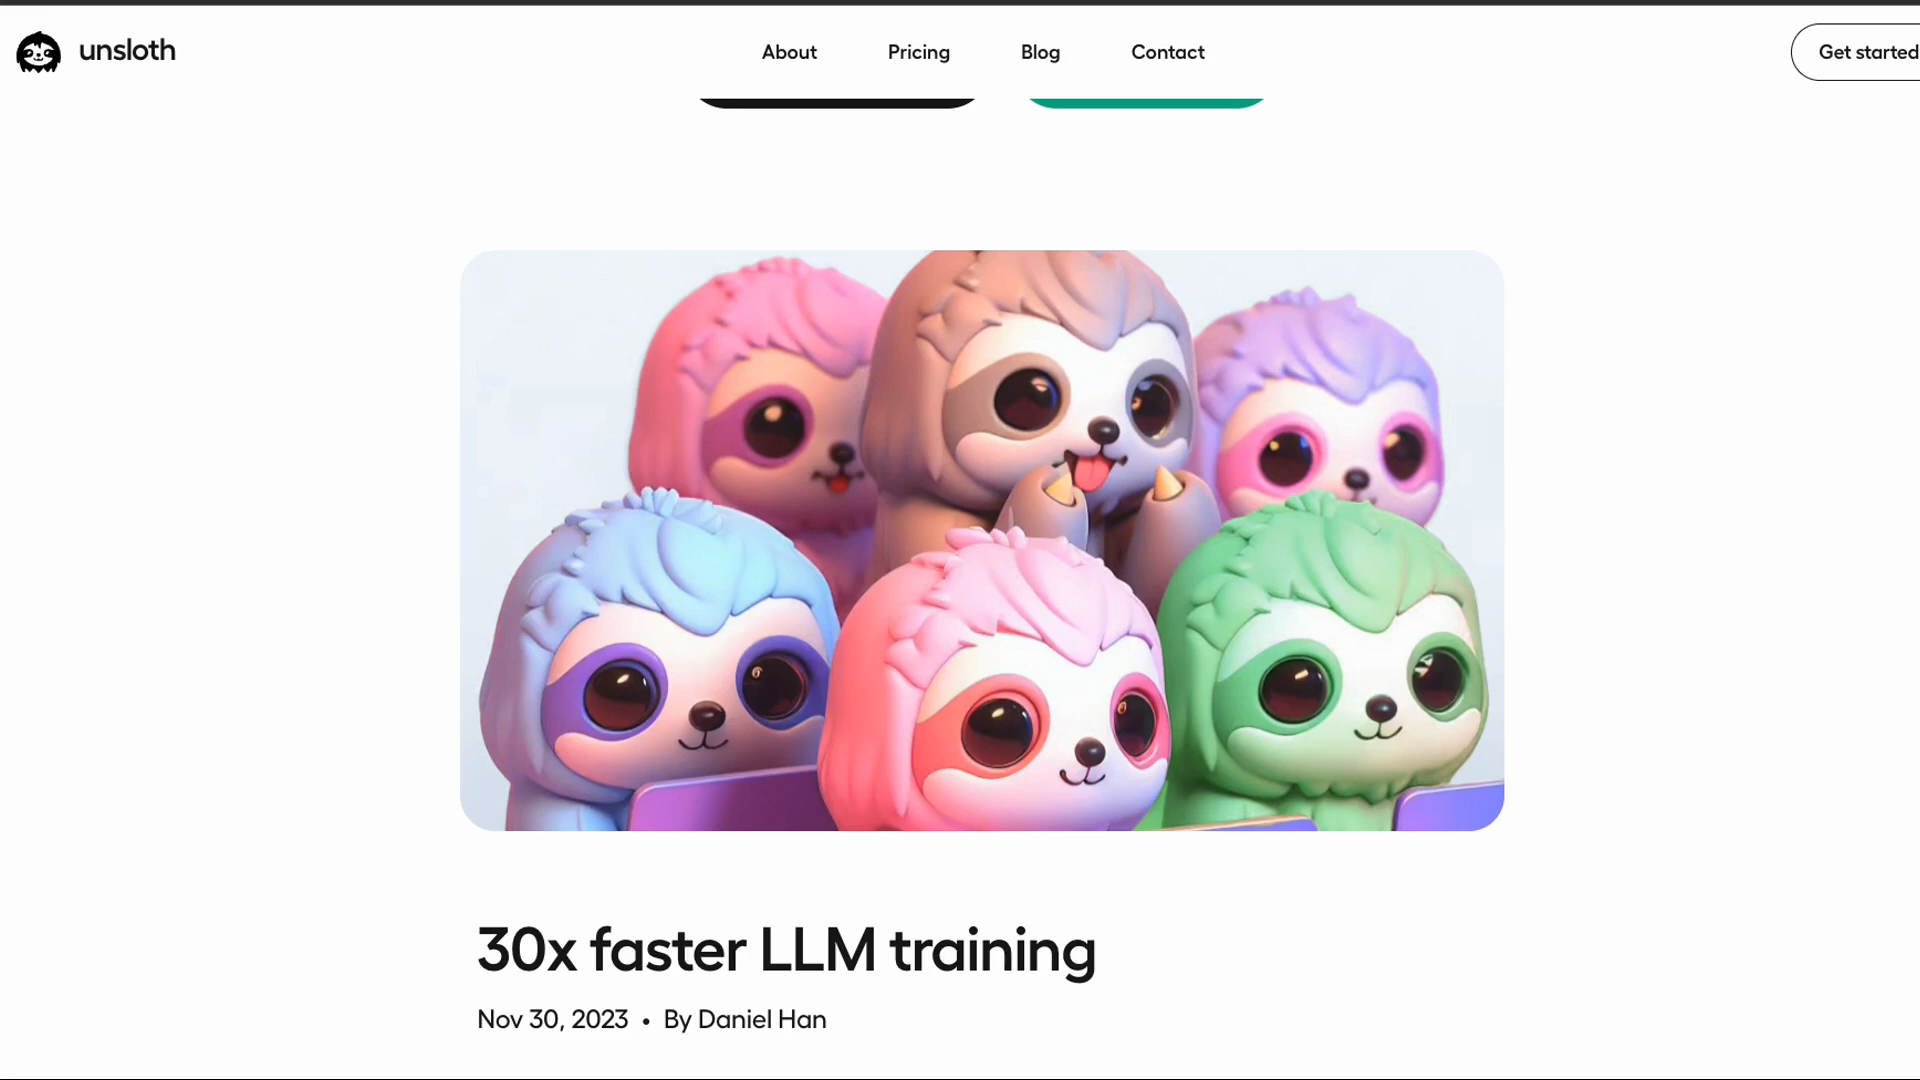 unsloth
About
Pricing
Blog
Contact
Get started
30x faster LLM training
Nov 30, 2023 • By Daniel Han